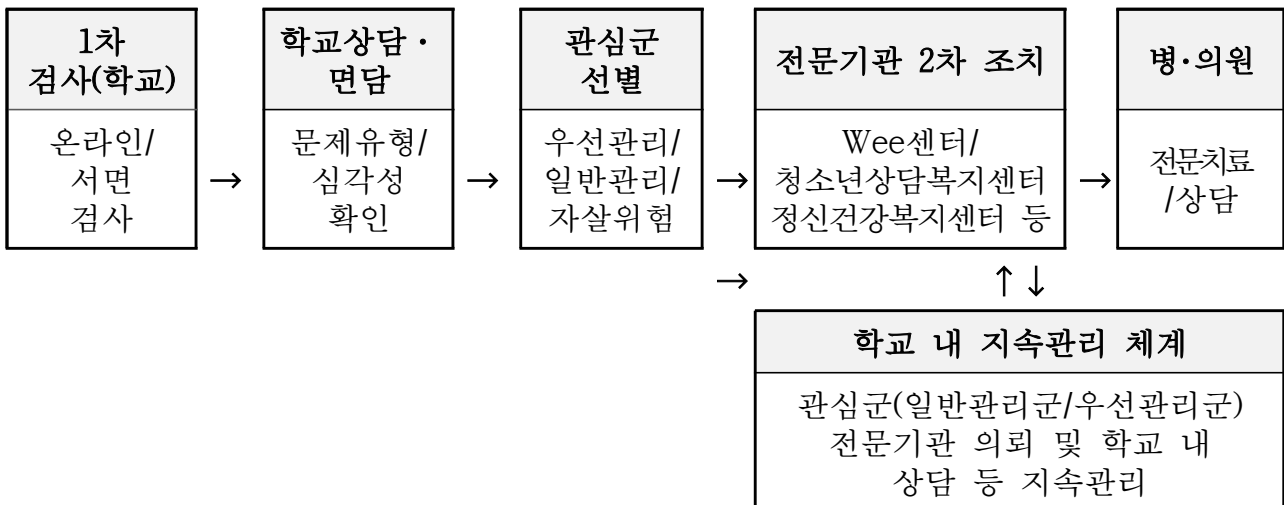 1차
검사(학교)
온라인/
서면
검사
→
학교상담·
면담
문제유형/
심각성
확인
→
관심군
선별
우선관리/
일반관리/
자살위험
→
전문기관 2차 조치
Wee센터/
청소년상담복지센터
정신건강복지센터 등
→
병·의원
전문치료
/상담
→
↑↓
학교 내 지속관리 체계
관심군(일반관리군/우선관리군)
전문기관 의뢰 및 학교 내
상담 등 지속관리